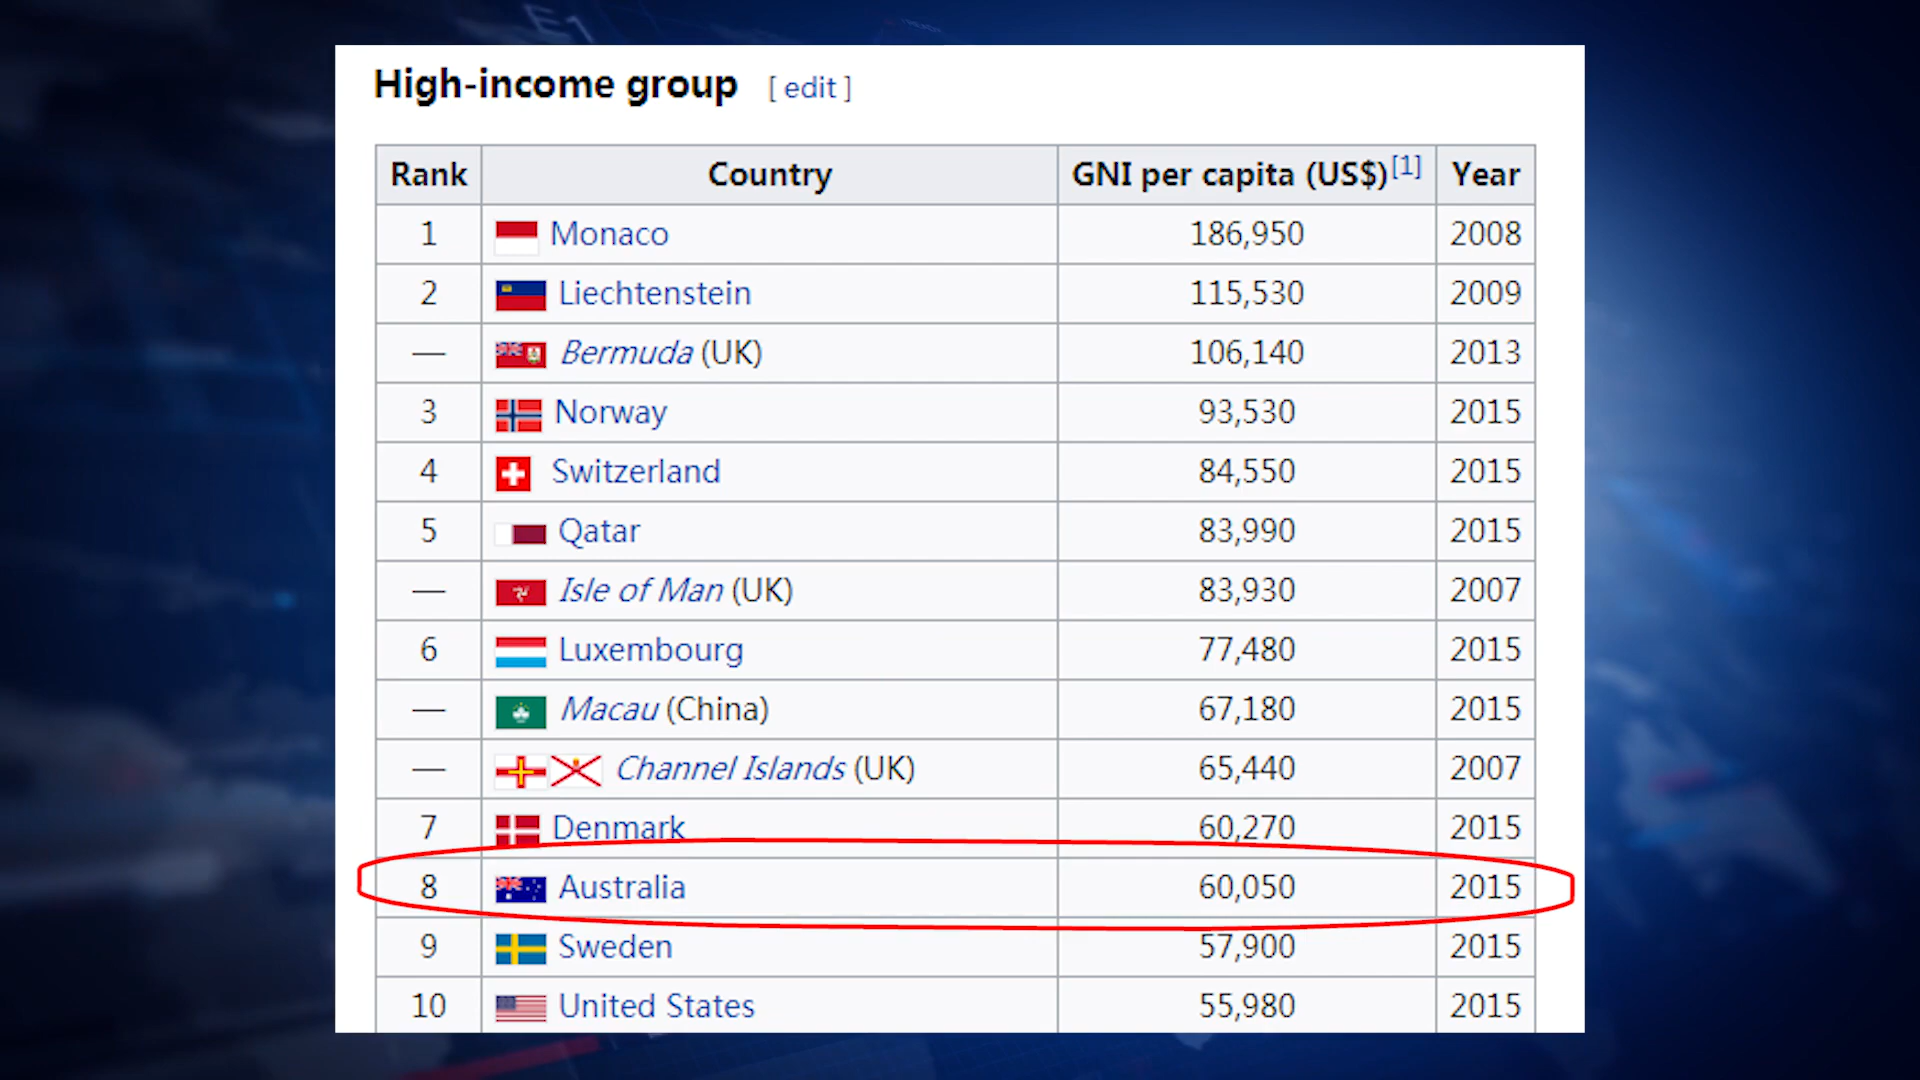 High-income group [ edit ]
Rank Country GNI per capita (US$)[1] Year
1 Monaco 186,950 2008
2 Liechtenstein 115,530 2009
— Bermuda (UK) 106,140 2013
3 Norway 93,530 2015
4 Switzerland 84,550 2015
5 Qatar 83,990 2015
— Isle of Man (UK) 83,930 2007
6 Luxembourg 77,480 2015
— Macau (China) 67,180 2015
— Channel Islands (UK) 65,440 2007
7 Denmark 60,270 2015
8 Australia 60,050 2015
9 Sweden 57,900 2015
10 United States 55,980 2015